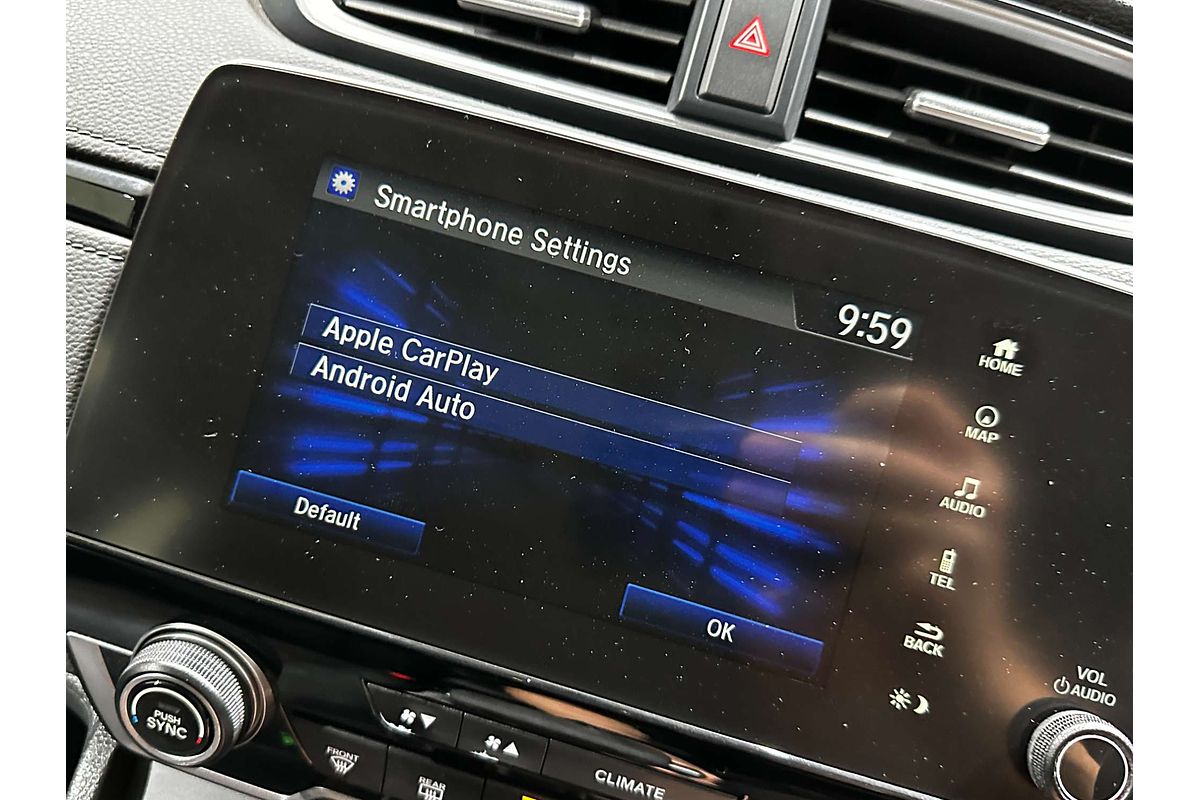 Smartphone Settings
9:59
Apple CarPlay
Android Auto
Default
OK
HOME
MAP
AUDIO
TEL
BACK
VOL
AUDIO
PUSH
SYNC
FRONT
REAR
CLIMATE